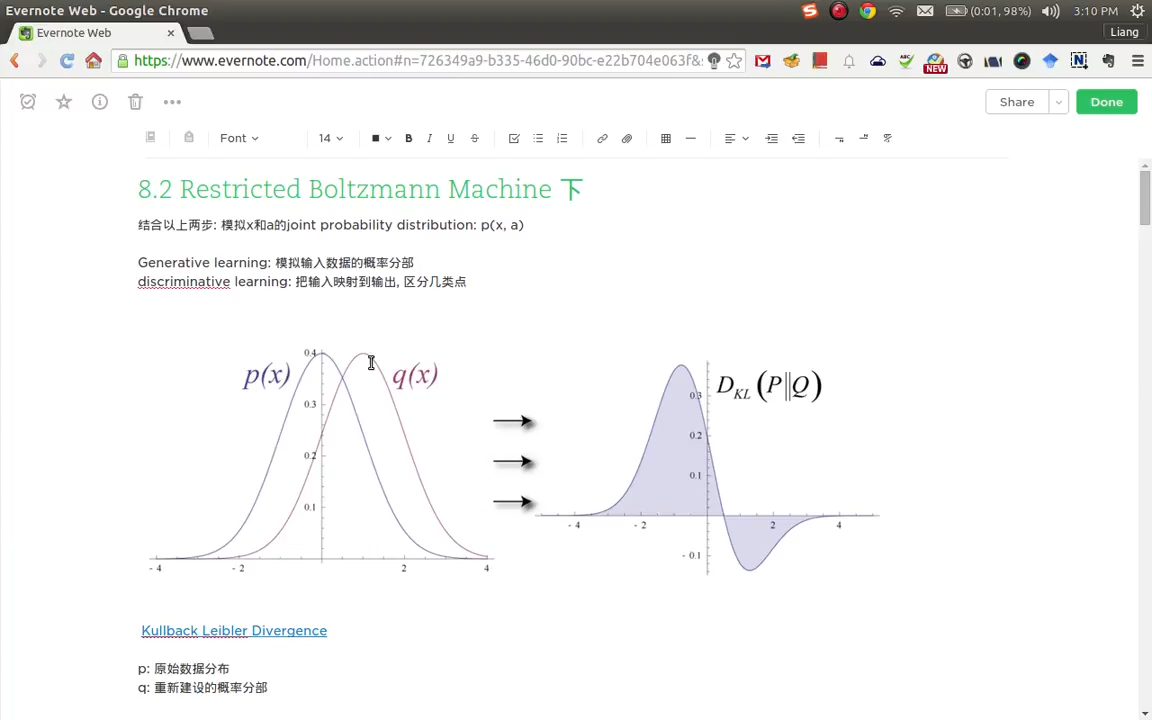 Evernote Web - Google Chrome
(0:01, 98%)
3:10 PM
Evernote Web
Liang
https://www.evernote.com/Home.action#n=726349a9-b335-46d0-90bc-e22b704e063f&
NEW
Share
Done
Font
14
B I U S
8.2 Restricted Boltzmann Machine 下
结合以上两步: 模拟x和a的joint probability distribution: p(x, a)
Generative learning: 模拟输入数据的概率分部
discriminative learning: 把输入映射到输出, 区分几类点
p(x)
q(x)
0.4
0.3
0.2
0.1
- 4
- 2
2
4
D KL (P||Q)
0.3
0.2
0.1
- 4
- 2
2
4
- 0.1
Kullback Leibler Divergence
p: 原始数据分布
q: 重新建设的概率分部